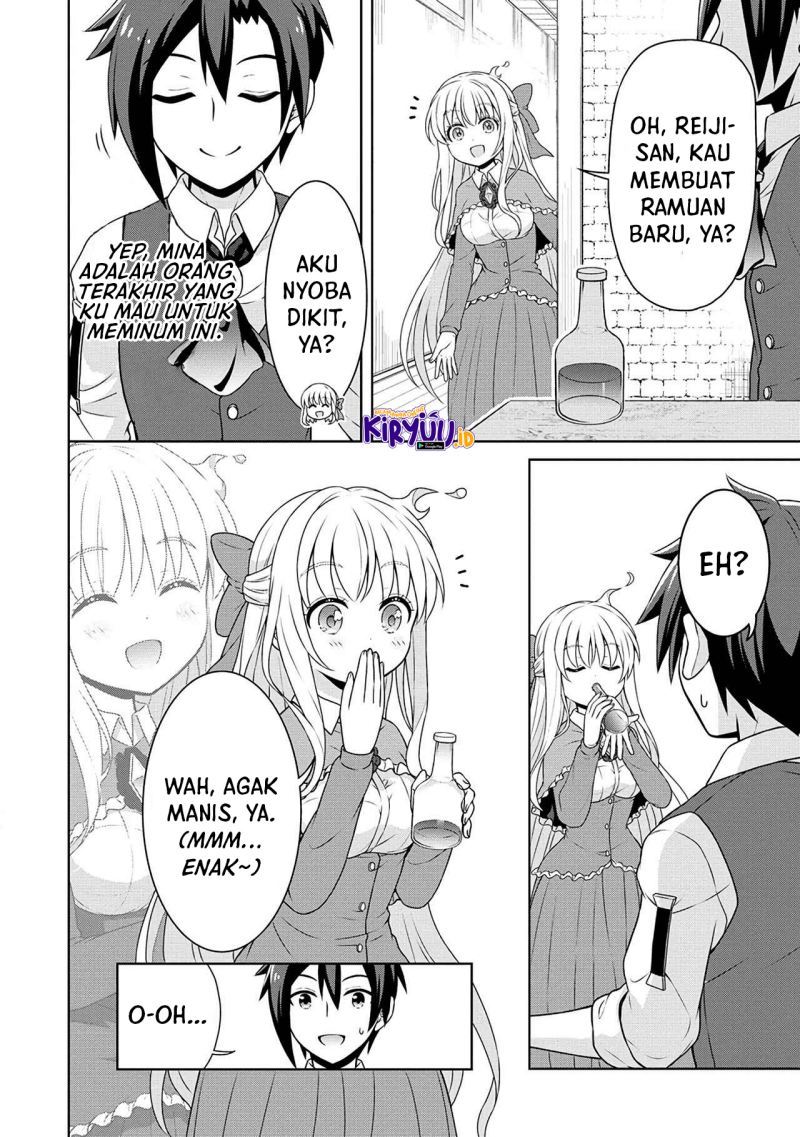 OH, REIJI-
SAN, KAU
MEMBUAT
RAMUAN
BARU, YA?
AKU
NYOBA
DIKIT,
YA?
YEP, MINA
ADALAH ORANG
TERAKHIR YANG
KU MAU UNTUK
MEMINUM INI.
KIRYUU.ID
EH?
WAH, AGAK
MANIS, YA.
(MMM...
ENAK~)
O-OH...